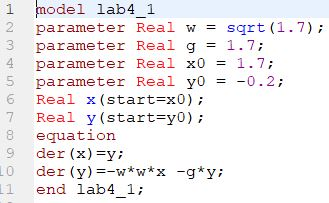 1 model lab4_1
2 parameter Real w = sqrt(1.7);
3 parameter Real g = 1.7;
4 parameter Real x0 = 1.7;
5 parameter Real y0 = -0.2;
6 Real x(start=x0);
7 Real y(start=y0);
8 equation
9 der(x)=y;
10 der(y)=-w*w*x -g*y;
11 end lab4_1;